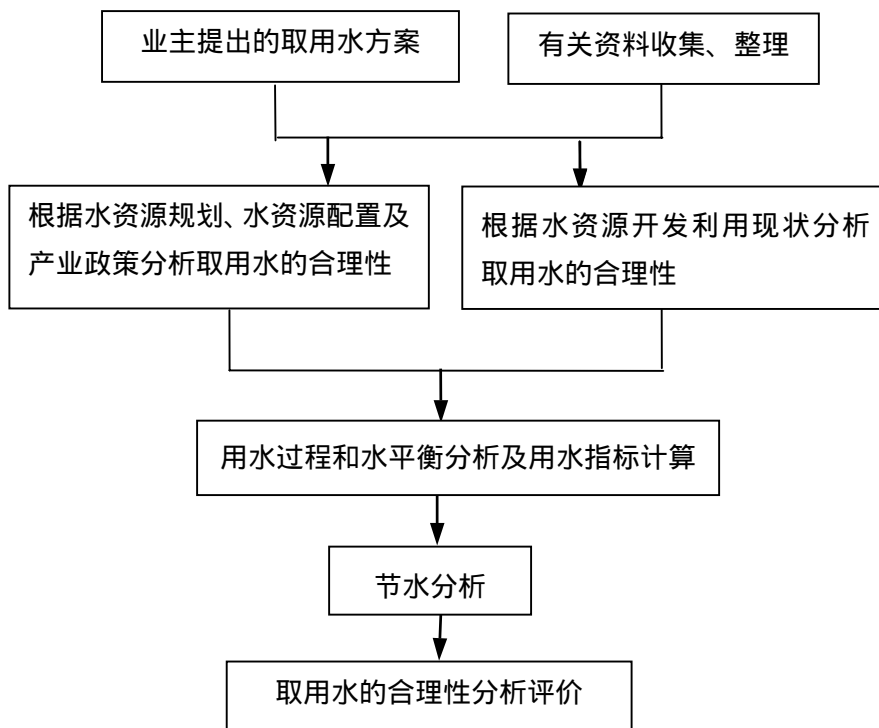 业主提出的取用水方案
有关资料收集、整理
根据水资源规划、水资源配置及
产业政策分析取用水的合理性
根据水资源开发利用现状分析
取用水的合理性
用水过程和水平衡分析及用水指标计算
节水分析
取用水的合理性分析评价